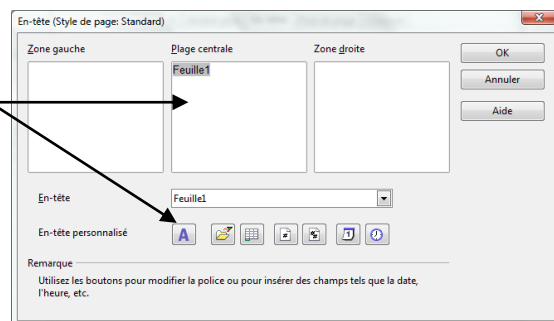 En-tête (Style de page: Standard)
Zone gauche Plage centrale Zone droite
Feuille1
OK
Annuler
Aide
En-tête Feuille1
En-tête personnalisé A
Remarque
Utilisez les boutons pour modifier la police ou pour insérer des champs tels que la date,
l'heure, etc.